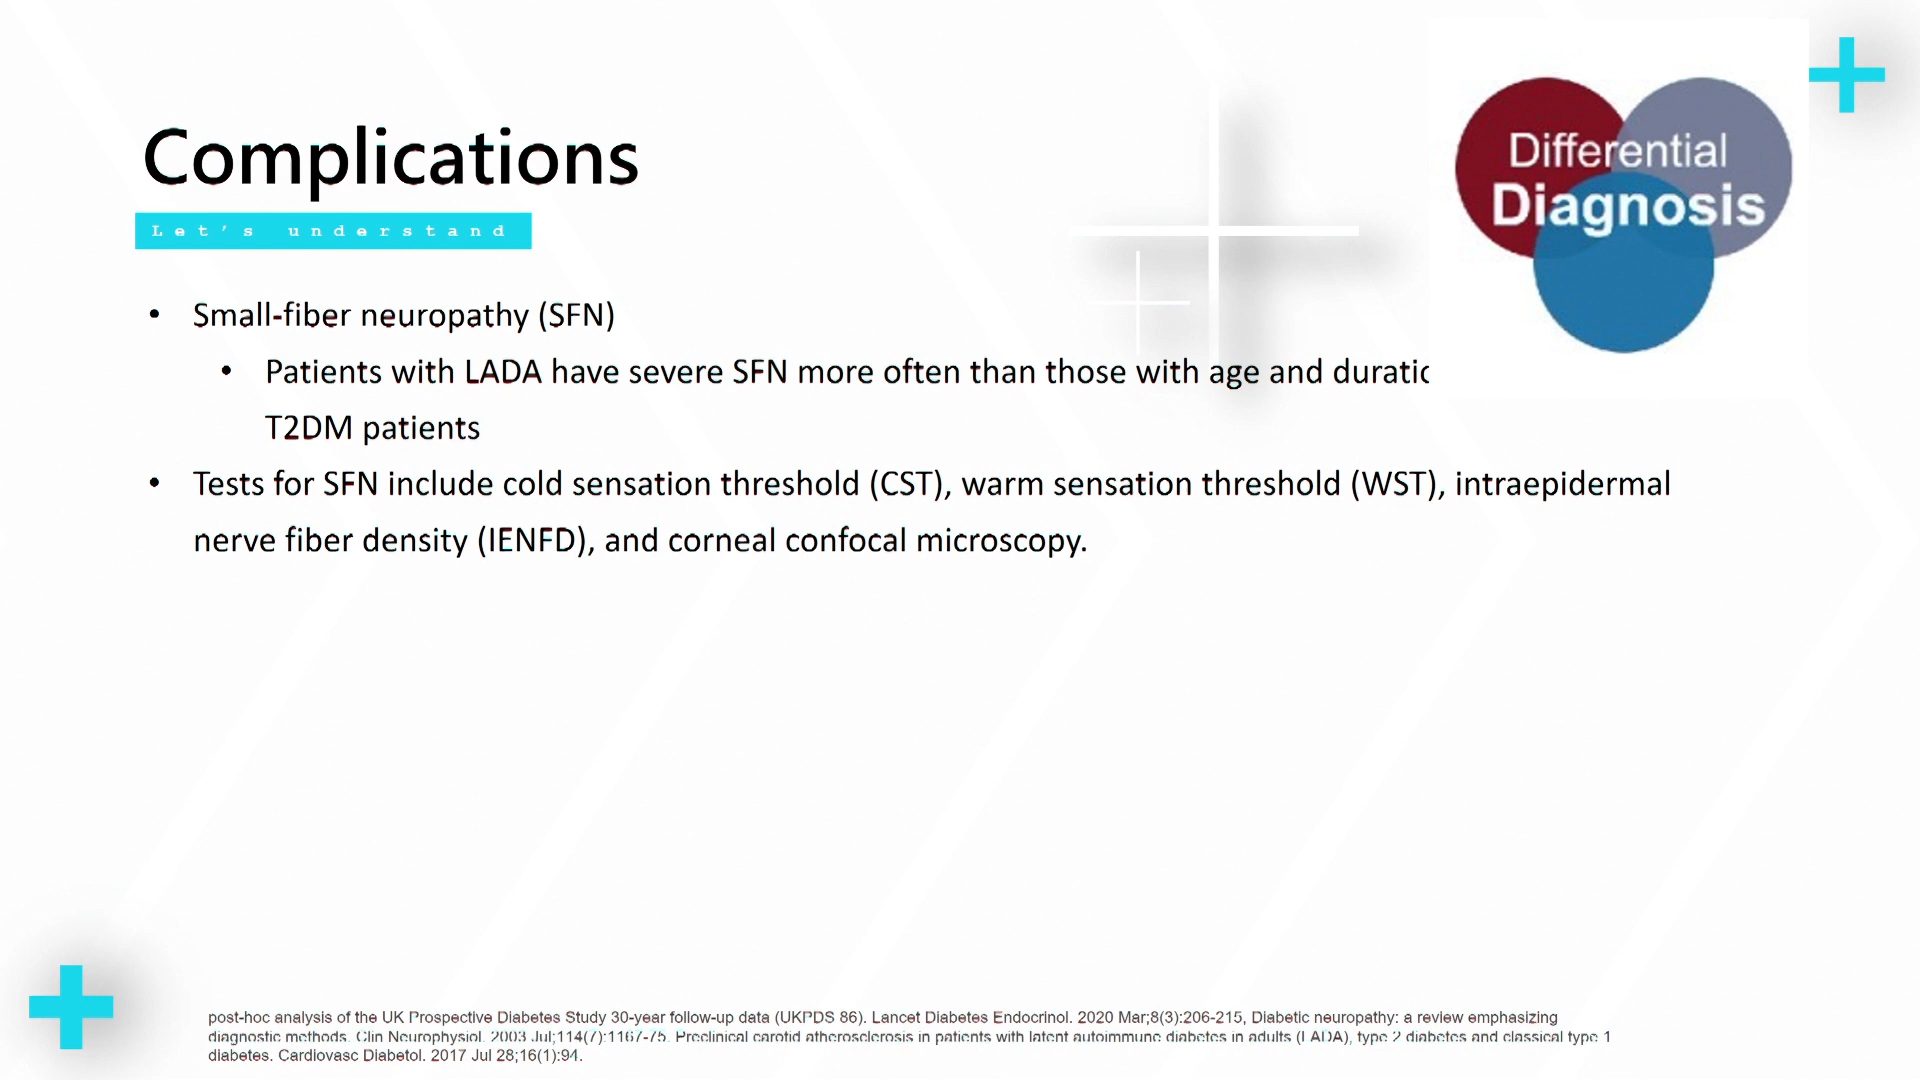 Differential
Diagnosis
Complications
Let's understand
• Small-fiber neuropathy (SFN)
• Patients with LADA have severe SFN more often than those with age and
T2DM patients
• Tests for SFN include cold sensation threshold (CST), warm sensation threshold (WST), intraepidermal
nerve fiber density (IENFD), and corneal confocal microscopy.
post-hoc analysis of the UK Prospective Diabetes Study 30-year follow-up data (UKPDS 86). Lancet Diabetes Endocrinol. 2020 Mar;8(3):206-215, Diabetic neuropathy: a review emphasizing
diagnostic methods. Clin Neurophysiol. 2003 Jul;114(7):1167-75. Preclinical carotid atherosclerosis in patients with latent autoimmune diabetes in adults (LADA), type 2 diabetes and classical type 1
diabetes. Cardiovasc Diabetol. 2017 Jul 28;16(1):94.